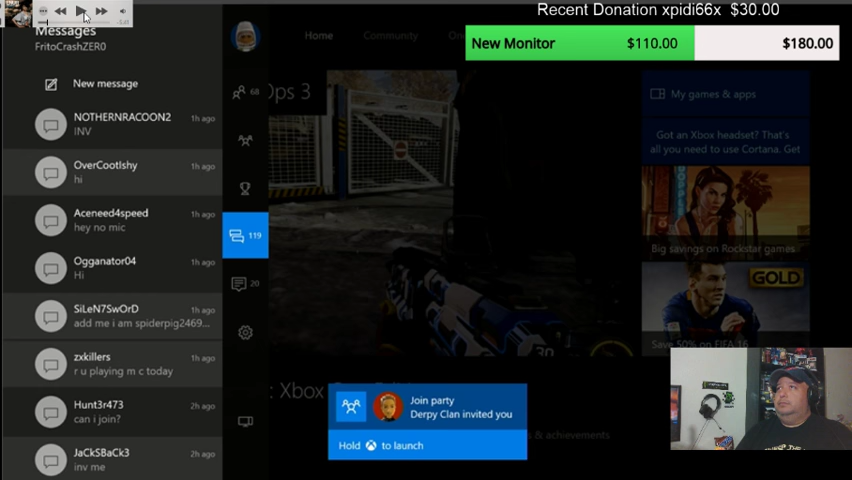 Recent Donation xpidi66x $30.00
New Monitor $110.00 $180.00
Messages
FritoCrashZER0
New message
NOTHERNRACOON2 1h ago
INV
OverCootIshy 1h ago
hi
Aceneed4speed 1h ago
hey no mic
Ogganator04 1h ago
Hi
SiLeN7SwOrD 1h ago
add me i am spiderpig2469...
zxkillers 1h ago
r u playing m c today
Hunt3r473 2h ago
can i join?
JaCkSBaCk3 2h ago
inv me
68
119
20
Home Community
Ops 3
My games & apps
Got an Xbox headset? That's
all you need to use Cortana. Get
Big savings on Rockstar games
GOLD
Save 50% on FIFA 16
30
: Xbox
Join party
Derpy Clan invited you
Hold to launch
& achievements